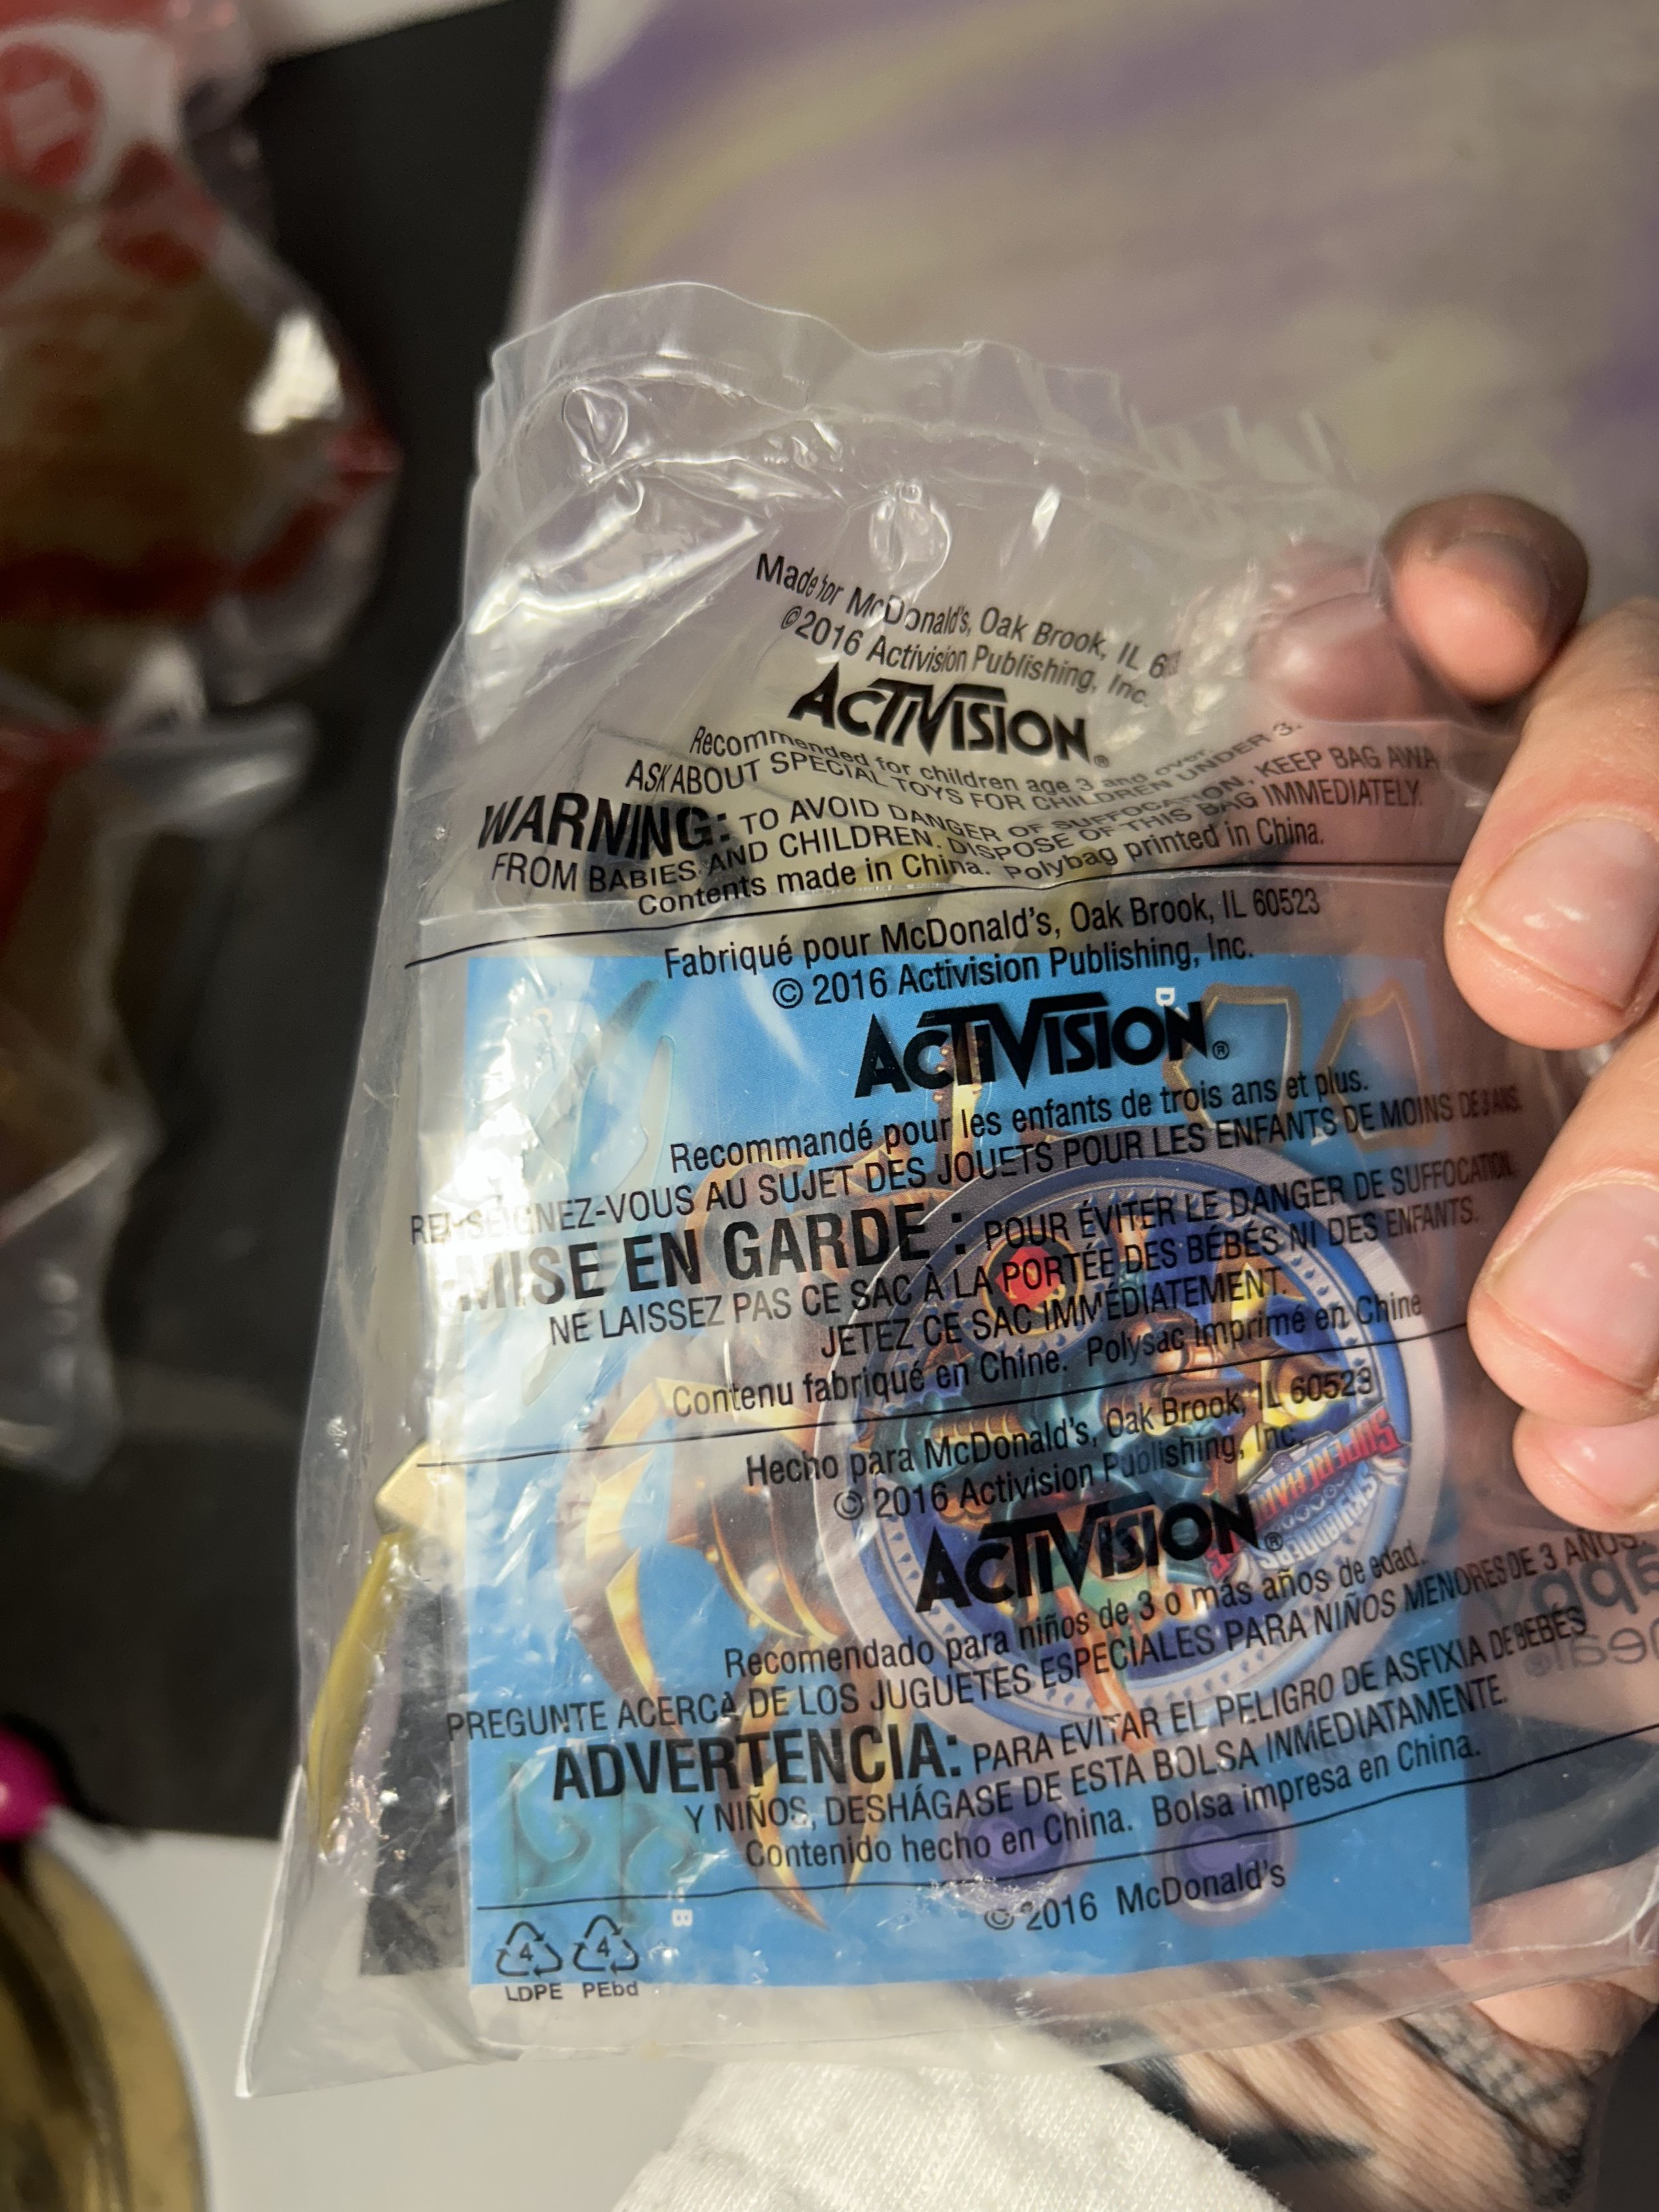 Made for McDonald's, Oak Brook, IL
©2016 Activision Publishing, Inc.
ACTIVISION®
Recommended for children age 3 and over.
ASK ABOUT SPECIAL TOYS FOR CHILDREN UNDER 3.
WARNING: TO AVOID DANGER OF SUFFOCATION, KEEP BAG AWA
FROM BABIES AND CHILDREN. DISPOSE OF THIS BAG IMMEDIATELY.
Contents made in China. Polybag printed in China.
Fabriqué pour McDonald's, Oak Brook, IL 60523
© 2016 Activision Publishing, Inc.
D
ACTIVISION®
Recommandé pour les enfants de trois ans et plus.
RENSEIGNEZ-VOUS AU SUJET DES JOUETS POUR LES ENFANTS DE MOINS DE 3 ANS.
MISE EN GARDE : POUR ÉVITER LE DANGER DE SUFFOCATION
NE LAISSEZ PAS CE SAC À LA PORTÉE DES BÉBÉS NI DES ENFANTS.
JETEZ CE SAC IMMÉDIATEMENT.
Contenu fabriqué en Chine. Polysac imprimé en Chine
Hecho para McDonald's, Oak Brook, IL 60523
© 2016 Activision Publishing, Inc.
ACTIVISION®
SKYLANDERS
SUPERCHARGERS
Recomendado para niños de 3 o más años de edad.
PREGUNTE ACERCA DE LOS JUGUETES ESPECIALES PARA NIÑOS MENORES DE 3 AÑOS.
ADVERTENCIA: PARA EVITAR EL PELIGRO DE ASFIXIA DE BEBÉS
Y NIÑOS, DESHÁGASE DE ESTA BOLSA INMEDIATAMENTE.
Contenido hecho en China. Bolsa impresa en China.
B
© 2016 McDonald's
4 4
LDPE PEbd